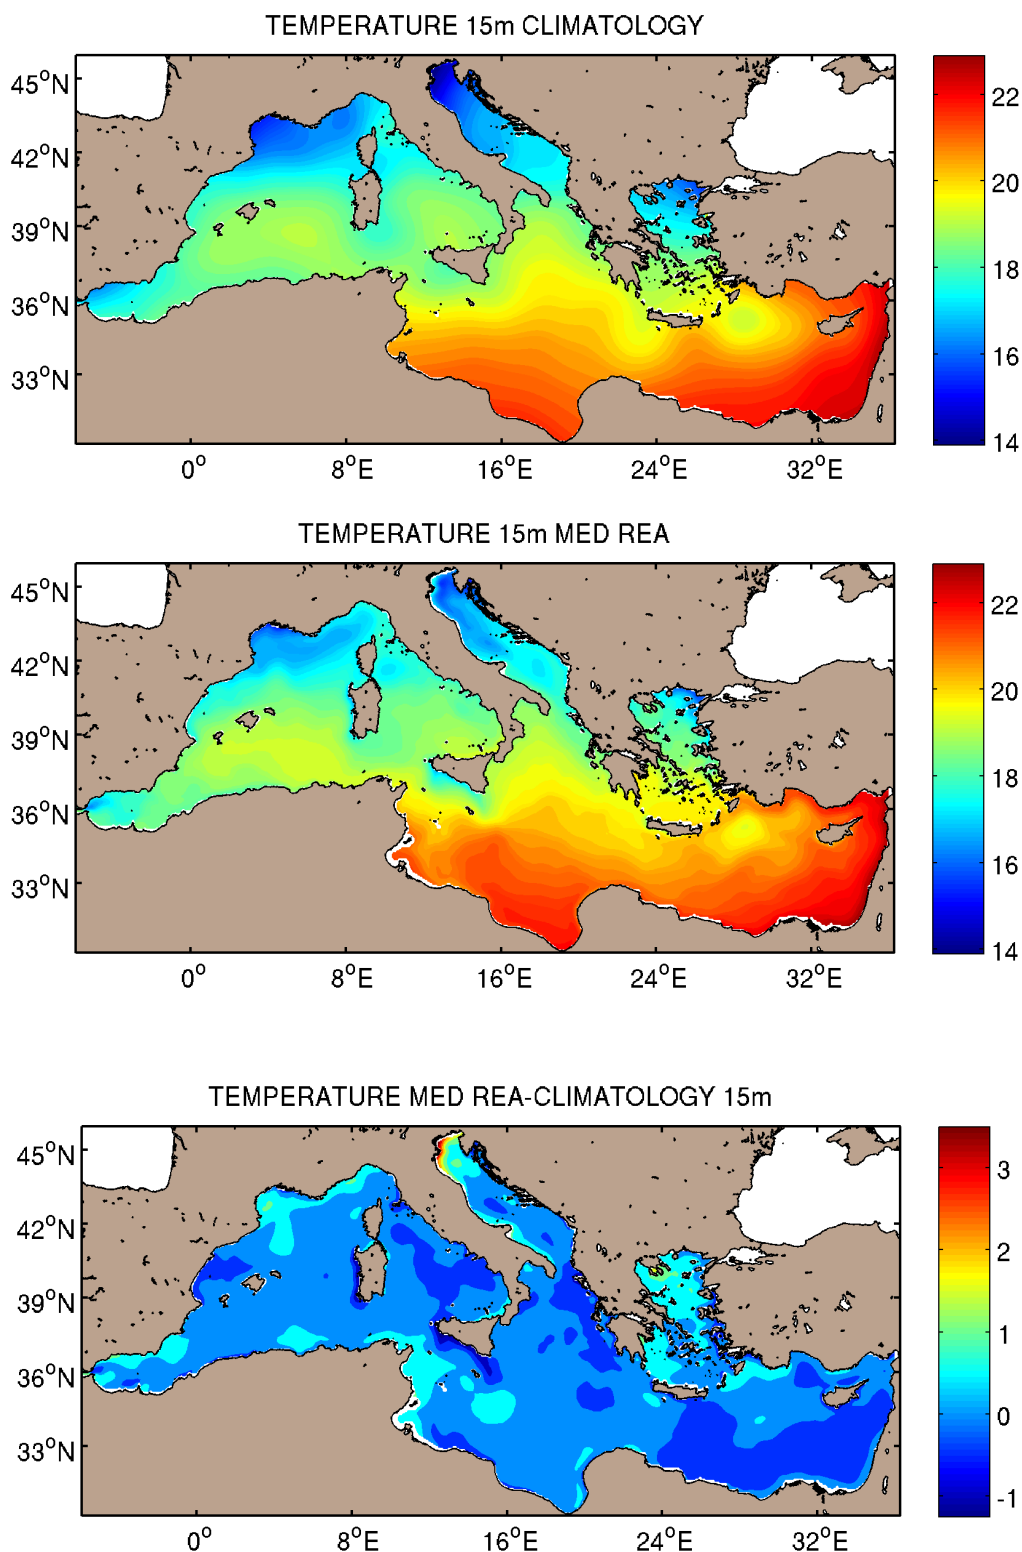 TEMPERATURE 15m CLIMATOLOGY
45°N
42°N
39°N
36°N
33°N
0°
8°E
16°E
24°E
32°E
22
20
18
16
14
TEMPERATURE 15m MED REA
45°N
42°N
39°N
36°N
33°N
0°
8°E
16°E
24°E
32°E
22
20
18
16
14
TEMPERATURE MED REA-CLIMATOLOGY 15m
45°N
42°N
39°N
36°N
33°N
0°
8°E
16°E
24°E
32°E
3
2
1
0
-1